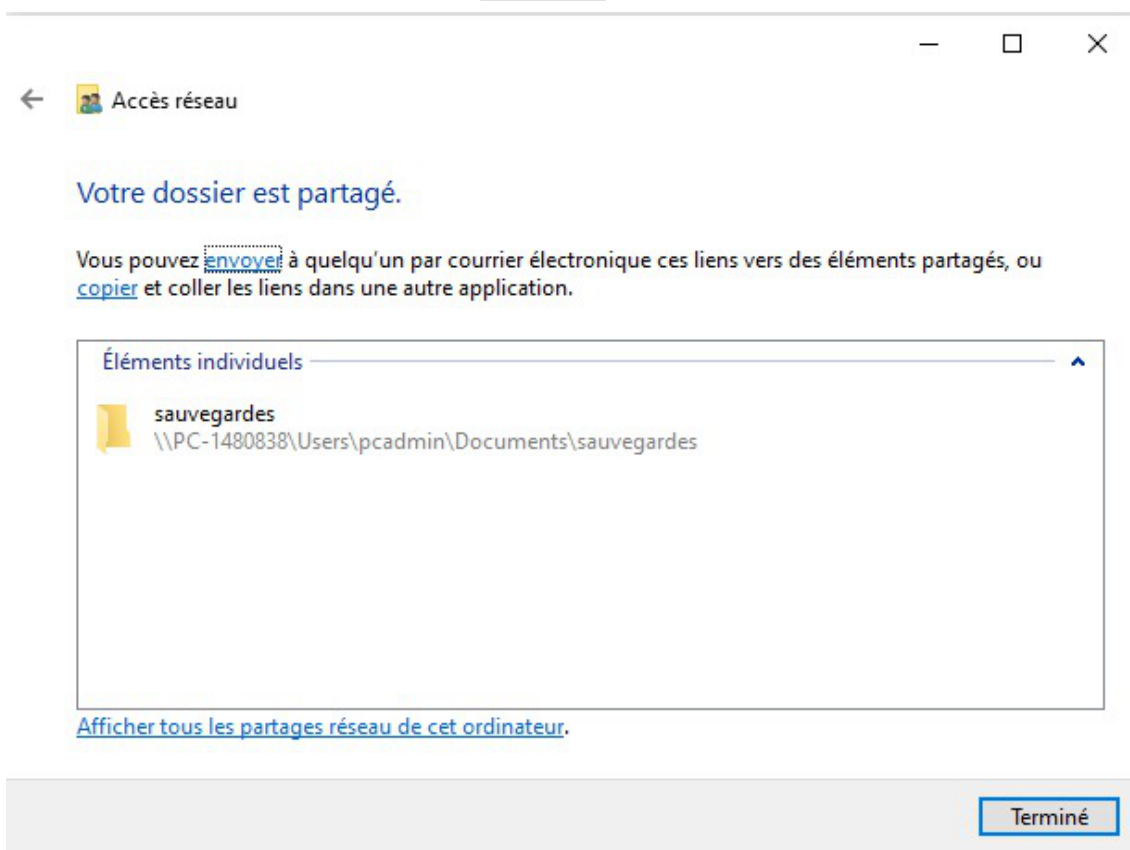 Accès réseau
Votre dossier est partagé.
Vous pouvez envoyer à quelqu'un par courrier électronique ces liens vers des éléments partagés, ou
copier et coller les liens dans une autre application.
Éléments individuels
sauvegardes
\\PC-1480838\Users\pcadmin\Documents\sauvegardes
Afficher tous les partages réseau de cet ordinateur.
Terminé